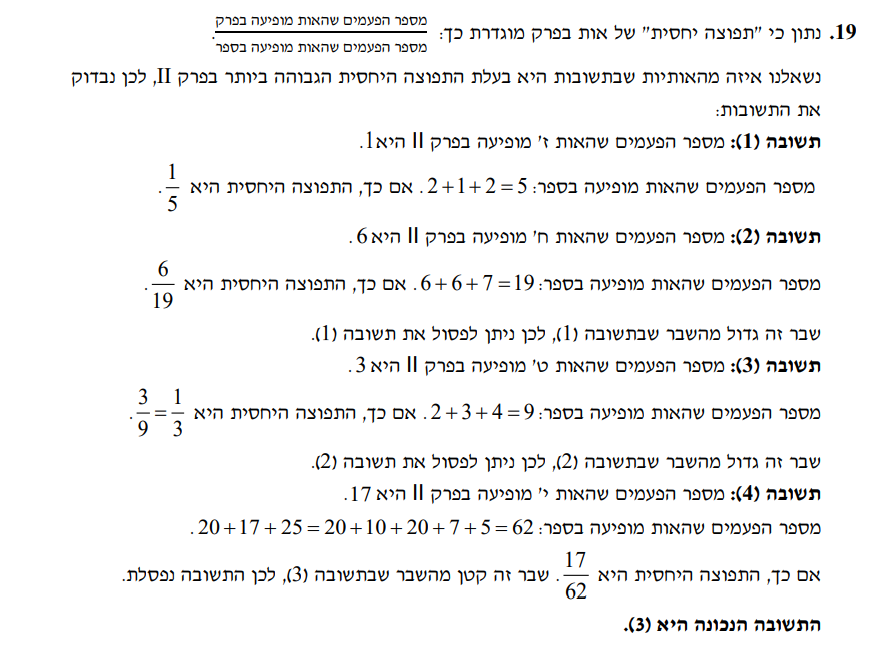 19. נתון כי "תפוצה יחסית" של אות בפרק מוגדרת כך: מספר הפעמים שהאות מופיעה בפרק / מספר הפעמים שהאות מופיעה בספר.
נשאלנו איזה מהאותיות שבתשובות היא בעלת התפוצה היחסית הגבוהה ביותר בפרק II, לכן נבדוק
את התשובות:
תשובה (1): מספר הפעמים שהאות ז' מופיעה בפרק II היא 1.
מספר הפעמים שהאות מופיעה בספר: 2+1+2=5. אם כך, התפוצה היחסית היא 1/5.
תשובה (2): מספר הפעמים שהאות ח' מופיעה בפרק II היא 6.
מספר הפעמים שהאות מופיעה בספר: 6+6+7=19. אם כך, התפוצה היחסית היא 6/19.
שבר זה גדול מהשבר שבתשובה (1), לכן ניתן לפסול את תשובה (1).
תשובה (3): מספר הפעמים שהאות ט' מופיעה בפרק II היא 3.
מספר הפעמים שהאות מופיעה בספר: 2+3+4=9. אם כך, התפוצה היחסית היא 3/9=1/3.
שבר זה גדול מהשבר שבתשובה (2), לכן ניתן לפסול את תשובה (2).
תשובה (4): מספר הפעמים שהאות י' מופיעה בפרק II היא 17.
מספר הפעמים שהאות מופיעה בספר: 20+17+25=20+10+20+7+5=62.
אם כך, התפוצה היחסית היא 17/62. שבר זה קטן מהשבר שבתשובה (3), לכן התשובה נפסלת.
התשובה הנכונה היא (3).